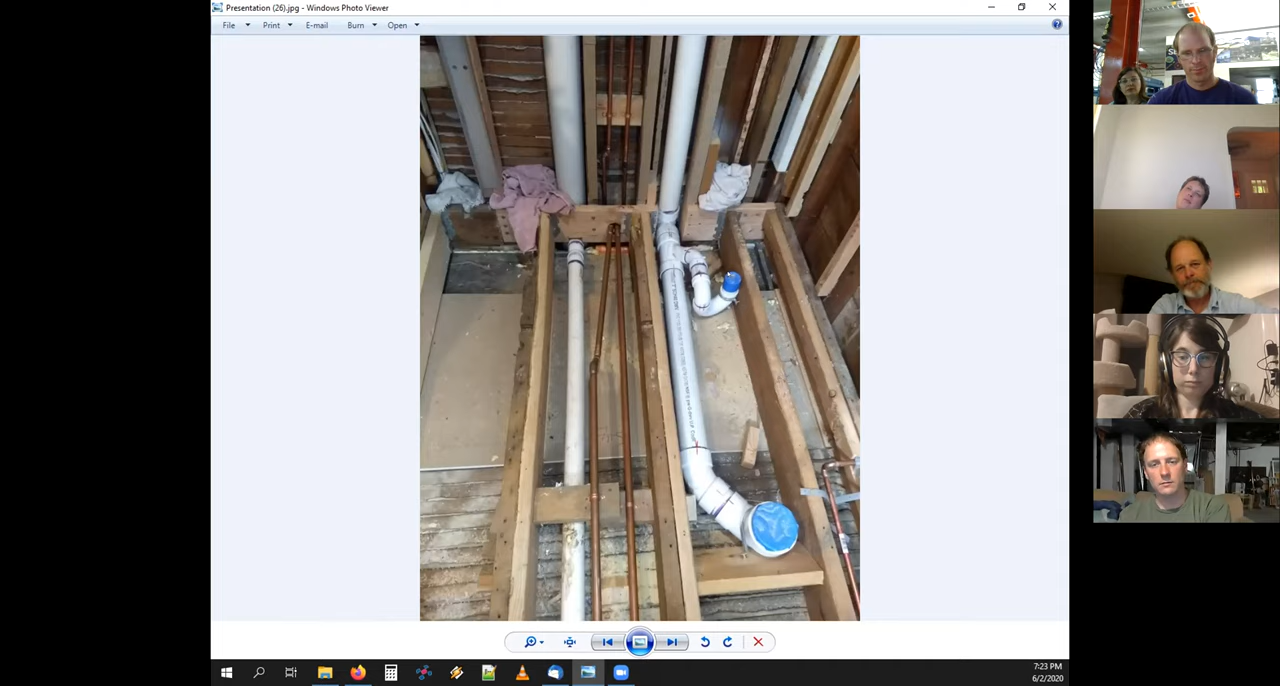 Presentation (26).jpg - Windows Photo Viewer
File Print E-mail Burn Open
7:23 PM
6/2/2020